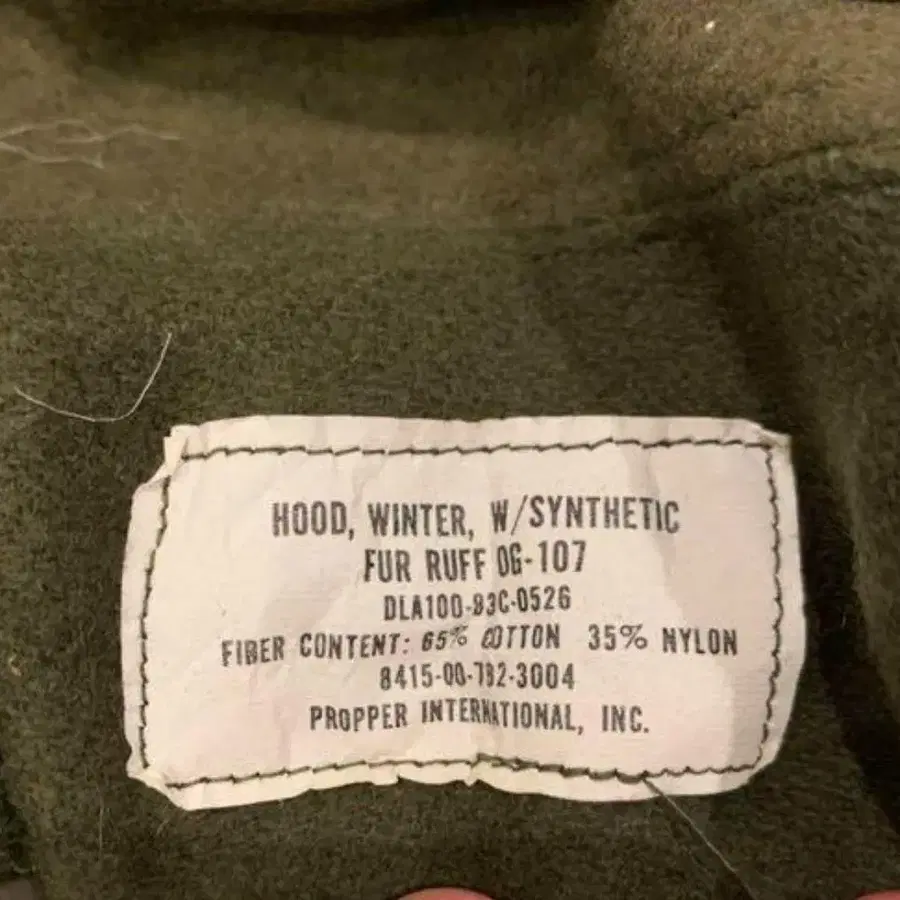 HOOD, WINTER, W/SYNTHETIC
FUR RUFF OG-107
DLA100-83C-0526
FIBER CONTENT: 65% COTTON 35% NYLON
8415-00-782-3004
PROPPER INTERNATIONAL, INC.